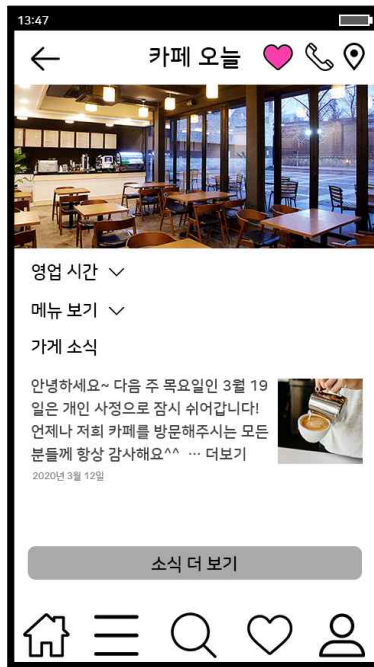 13:47
카페 오늘
영업 시간
메뉴 보기
가게 소식
안녕하세요~ 다음 주 목요일인 3월 19
일은 개인 사정으로 잠시 쉬어갑니다!
언제나 저희 카페를 방문해주시는 모든
분들께 항상 감사해요^^ ··· 더보기
2020년 3월 12일
소식 더 보기